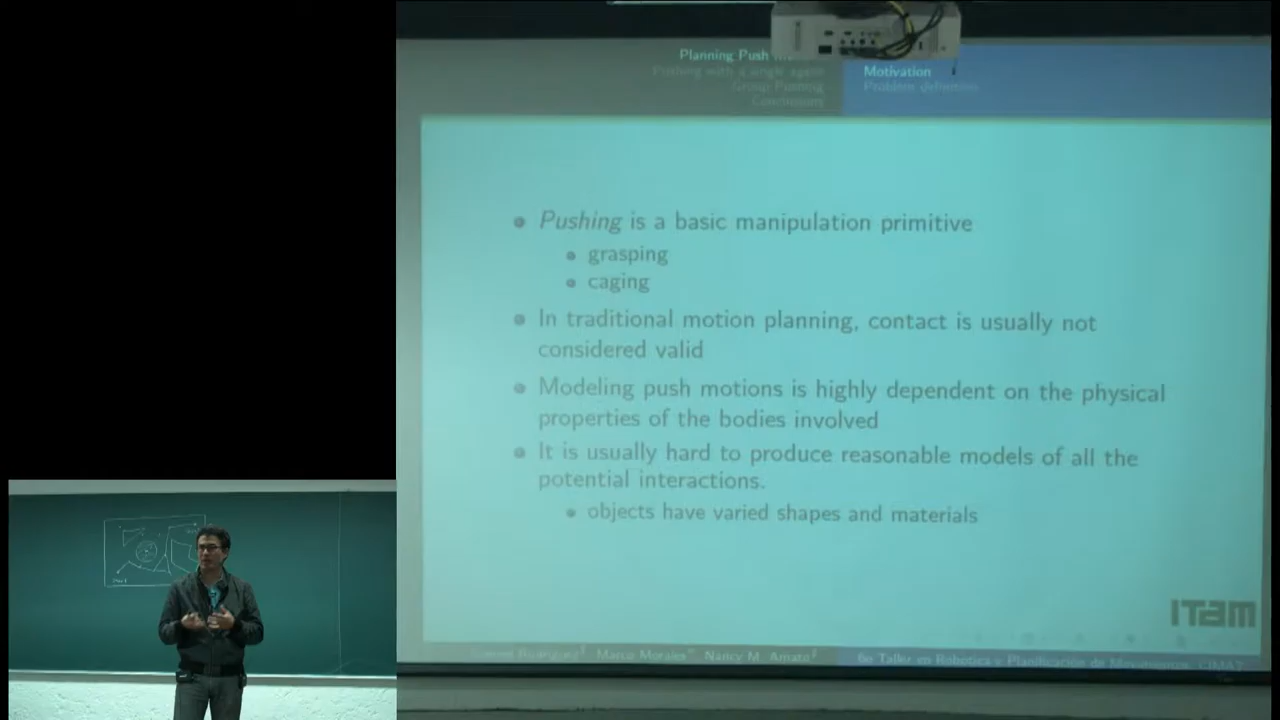 Planning Push
Pushing with a single agent
Group Pushing
Conclusions
Motivation
Problem definition
Pushing is a basic manipulation primitive
grasping
caging
In traditional motion planning, contact is usually not
considered valid
Modeling push motions is highly dependent on the physical
properties of the bodies involved
It is usually hard to produce reasonable models of all the
potential interactions.
objects have varied shapes and materials
ITAM
Rodriguez Marco Morales Nancy M. Amato
6o Taller en Robótica y Planificación de Movimientos, CIMAT